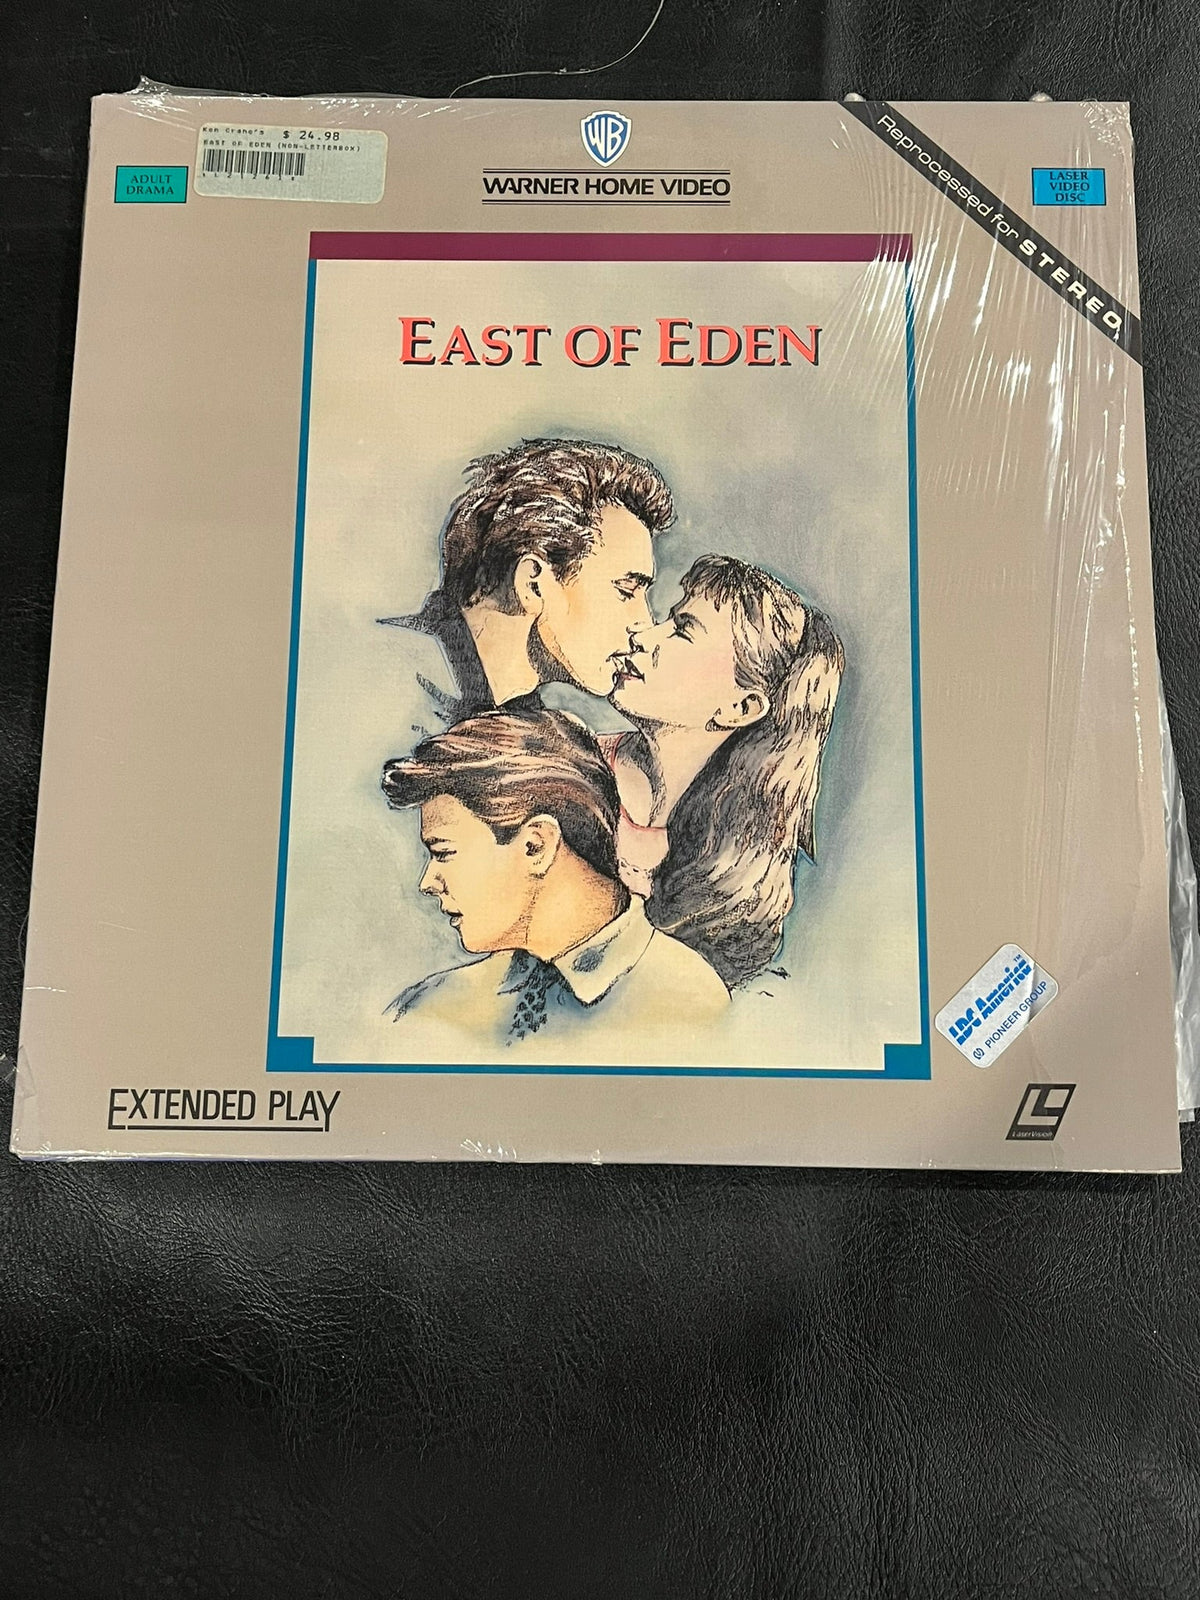 Ken Crane's $ 24.98
EAST OF EDEN (NON-LETTERBOX)
ADULT
DRAMA
WB
WARNER HOME VIDEO
LASER
VIDEO
DISC
Reprocessed for STEREO
EAST OF EDEN
LDC America™
PIONEER GROUP
EXTENDED PLAY
LaserVision